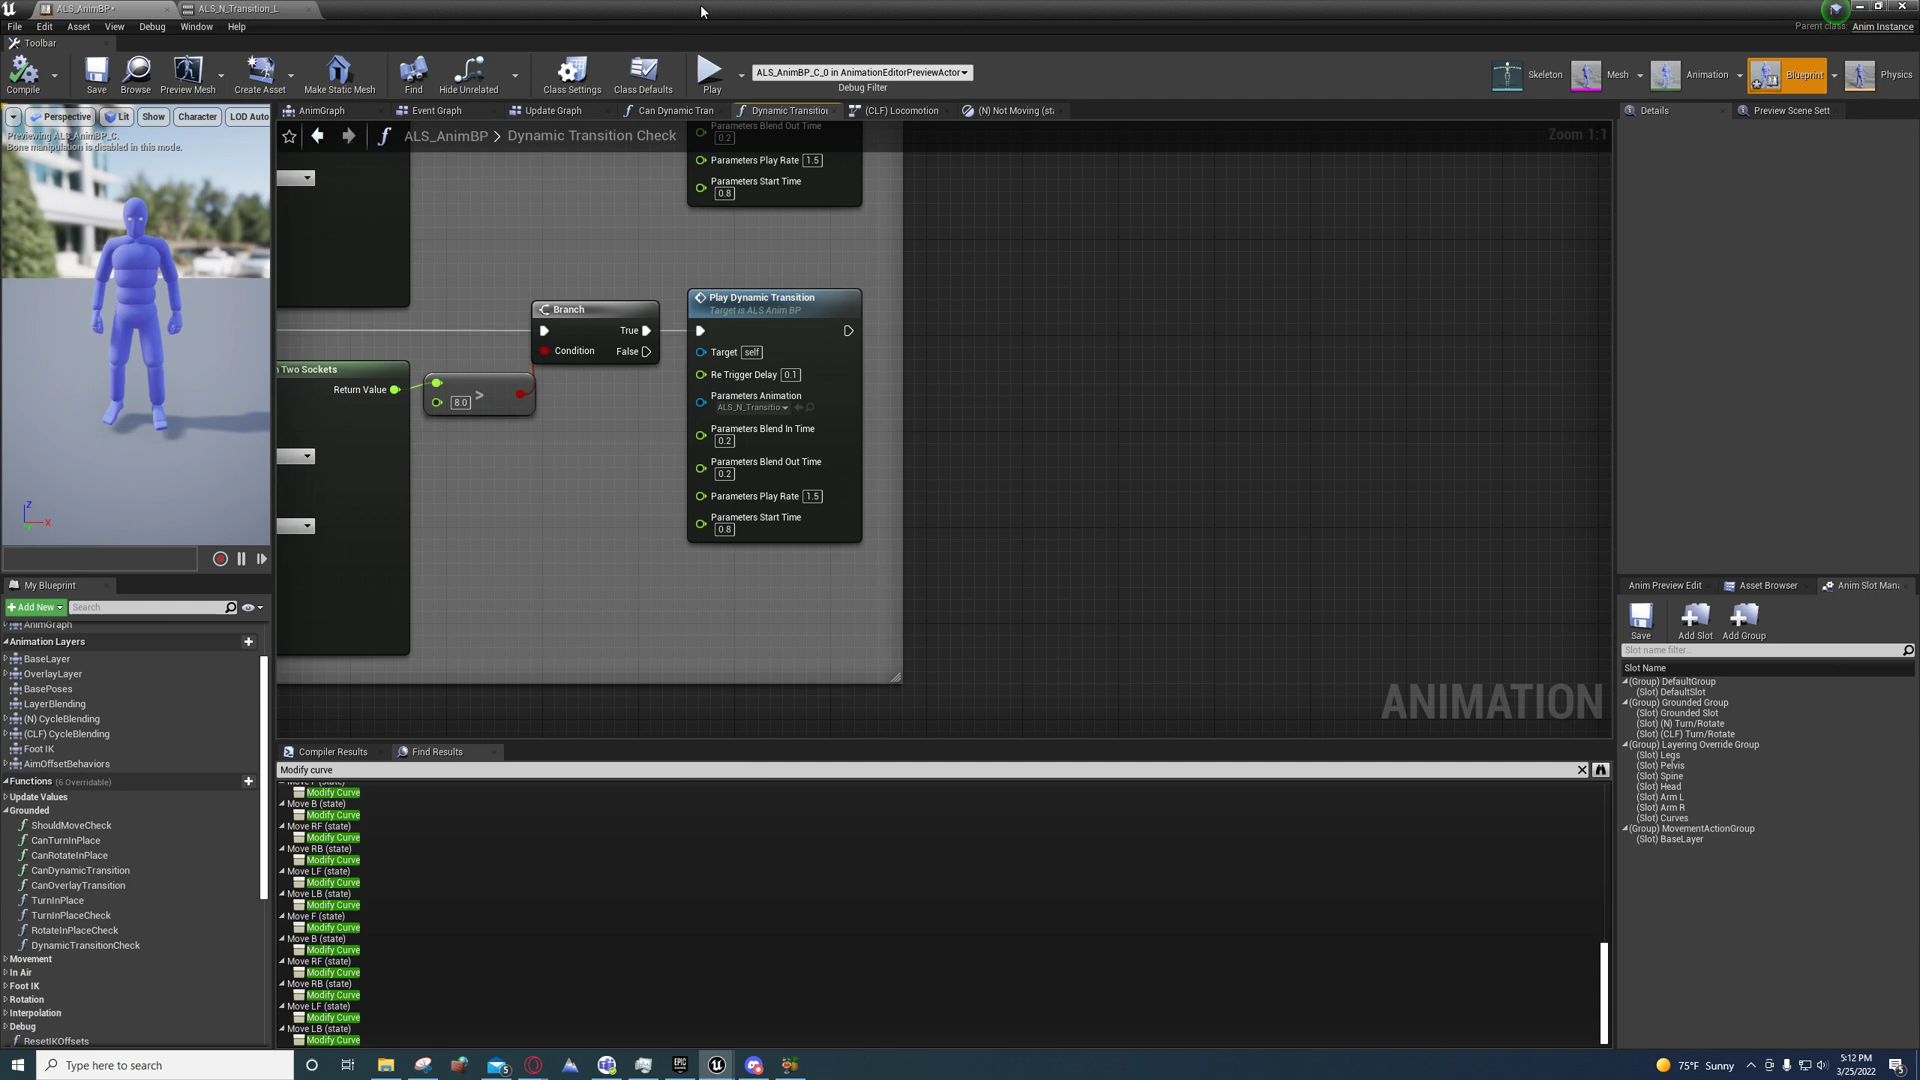 ALS_AnimBP*
ALS_N_Transition_L
File Edit Asset View Debug Window Help
Parent class: Anim Instance
Toolbar
Compile
Save
Browse
Preview Mesh
Create Asset
Make Static Mesh
Find
Hide Unrelated
Class Settings
Class Defaults
Play
ALS_AnimBP_C_0 in AnimationEditorPreviewActor
Debug Filter
Skeleton
Mesh
Animation
Blueprint
Physics
Perspective Lit Show Character LOD Auto
Previewing ALS_AnimBP_C.
Bone manipulation is disabled in this mode.
Z
X
AnimGraph
Event Graph
Update Graph
Can Dynamic Tran
Dynamic Transitio
(CLF) Locomotion
(N) Not Moving (st
ALS_AnimBP > Dynamic Transition Check
Zoom 1:1
Parameters Blend Out Time
0.2
Parameters Play Rate 1.5
Parameters Start Time
0.8
Branch
True
Condition False
n Two Sockets
Return Value
8.0 >
Play Dynamic Transition
Target is ALS Anim BP
Target self
Re Trigger Delay 0.1
Parameters Animation
ALS_N_Transitio
Parameters Blend In Time
0.2
Parameters Blend Out Time
0.2
Parameters Play Rate 1.5
Parameters Start Time
0.8
ANIMATION
Details
Preview Scene Sett
My Blueprint
+Add New Search
AnimGraph
Animation Layers
BaseLayer
OverlayLayer
BasePoses
LayerBlending
(N) CycleBlending
(CLF) CycleBlending
Foot IK
AimOffsetBehaviors
Functions (6 Overridable)
Update Values
Grounded
ShouldMoveCheck
CanTurnInPlace
CanRotateInPlace
CanDynamicTransition
CanOverlayTransition
TurnInPlace
TurnInPlaceCheck
RotateInPlaceCheck
DynamicTransitionCheck
Movement
In Air
Foot IK
Rotation
Interpolation
Debug
ResetIKOffsets
Compiler Results
Find Results
Modify curve
Modify Curve
Move B (state)
Modify Curve
Move RF (state)
Modify Curve
Move RB (state)
Modify Curve
Move LF (state)
Modify Curve
Move LB (state)
Modify Curve
Move F (state)
Modify Curve
Move B (state)
Modify Curve
Move RF (state)
Modify Curve
Move RB (state)
Modify Curve
Move LF (state)
Modify Curve
Move LB (state)
Modify Curve
Anim Preview Edit
Asset Browser
Anim Slot Man
Save Add Slot Add Group
Slot name filter...
Slot Name
(Group) DefaultGroup
(Slot) DefaultSlot
(Group) Grounded Group
(Slot) Grounded Slot
(Slot) (N) Turn/Rotate
(Slot) (CLF) Turn/Rotate
(Group) Layering Override Group
(Slot) Legs
(Slot) Pelvis
(Slot) Spine
(Slot) Head
(Slot) Arm L
(Slot) Arm R
(Slot) Curves
(Group) MovementActionGroup
(Slot) BaseLayer
Type here to search
5
EPIC GAMES
75°F Sunny
5:12 PM
3/25/2022
5